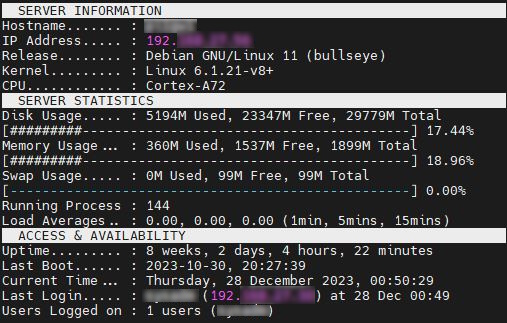 SERVER INFORMATION
Hostname....... :
IP Address..... : 192.
Release........ : Debian GNU/Linux 11 (bullseye)
Kernel......... : Linux 6.1.21-v8+
CPU............ : Cortex-A72
SERVER STATISTICS
Disk Usage..... : 5194M Used, 23347M Free, 29779M Total
[#########---------------------------------------] 17.44%
Memory Usage... : 360M Used, 1537M Free, 1899M Total
[#########---------------------------------------] 18.96%
Swap Usage..... : 0M Used, 99M Free, 99M Total
[------------------------------------------------] 0.00%
Running Process : 144
Load Averages.. : 0.00, 0.00, 0.00 (1min, 5mins, 15mins)
ACCESS & AVAILABILITY
Uptime......... : 8 weeks, 2 days, 4 hours, 22 minutes
Last Boot...... : 2023-10-30, 20:27:39
Current Time... : Thursday, 28 December 2023, 00:50:29
Last Login..... : (192. ) at 28 Dec 00:49
Users Logged on : 1 users ( )